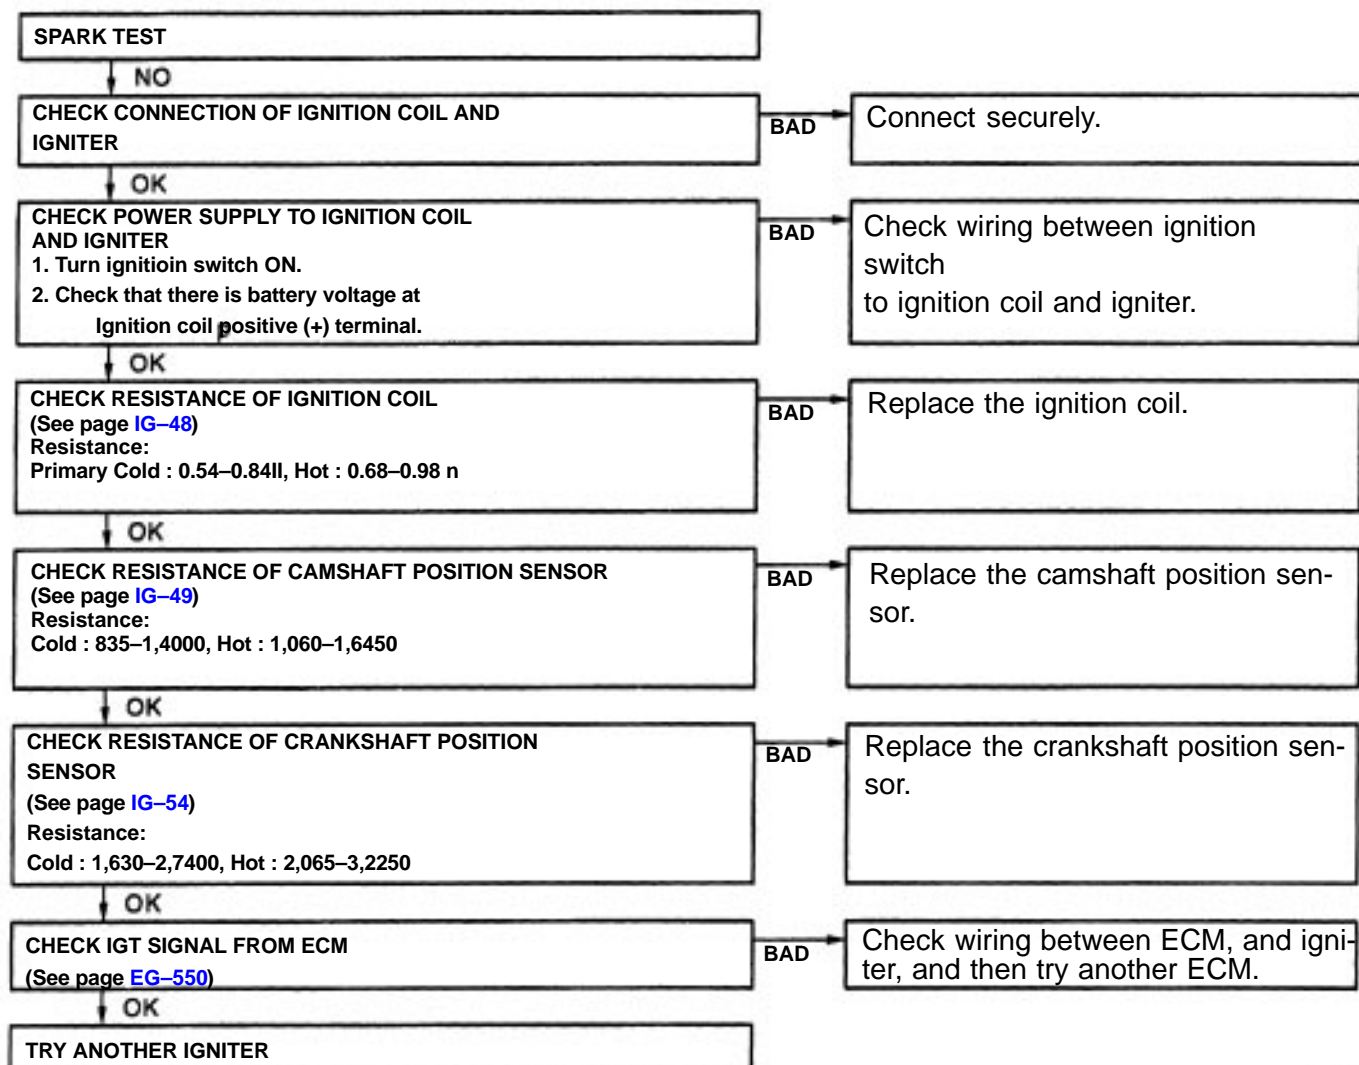 SPARK TEST
NO
CHECK CONNECTION OF IGNITION COIL AND
IGNITER
BAD
Connect securely.
OK
CHECK POWER SUPPLY TO IGNITION COIL
AND IGNITER
1. Turn ignitioin switch ON.
2. Check that there is battery voltage at
Ignition coil positive (+) terminal.
BAD
Check wiring between ignition
switch
to ignition coil and igniter.
OK
CHECK RESISTANCE OF IGNITION COIL
(See page IG–48)
Resistance:
Primary Cold : 0.54–0.84II, Hot : 0.68–0.98 n
BAD
Replace the ignition coil.
OK
CHECK RESISTANCE OF CAMSHAFT POSITION SENSOR
(See page IG–49)
Resistance:
Cold : 835–1,4000, Hot : 1,060–1,6450
BAD
Replace the camshaft position sen-
sor.
OK
CHECK RESISTANCE OF CRANKSHAFT POSITION
SENSOR
(See page IG–54)
Resistance:
Cold : 1,630–2,7400, Hot : 2,065–3,2250
BAD
Replace the crankshaft position sen-
sor.
OK
CHECK IGT SIGNAL FROM ECM
(See page EG–550)
BAD
Check wiring between ECM, and igni-
ter, and then try another ECM.
OK
TRY ANOTHER IGNITER